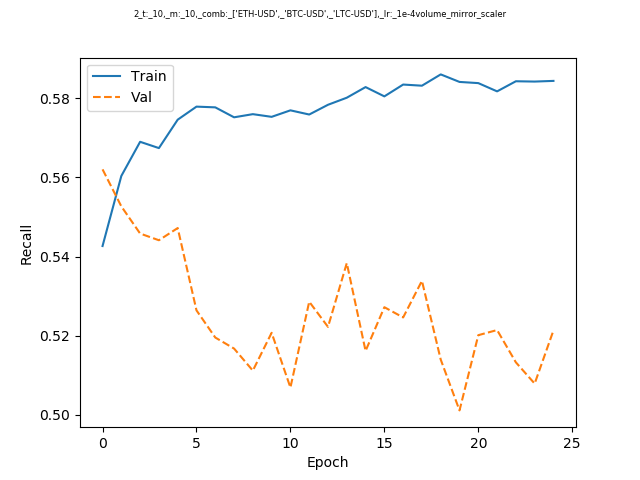 2_t:_10,_m:_10,_comb:_['ETH-USD',_'BTC-USD',_'LTC-USD'],_lr:_1e-4volume_mirror_scaler
Train
Val
0.58
0.56
0.54
0.52
0.50
Recall
0 5 10 15 20 25
Epoch